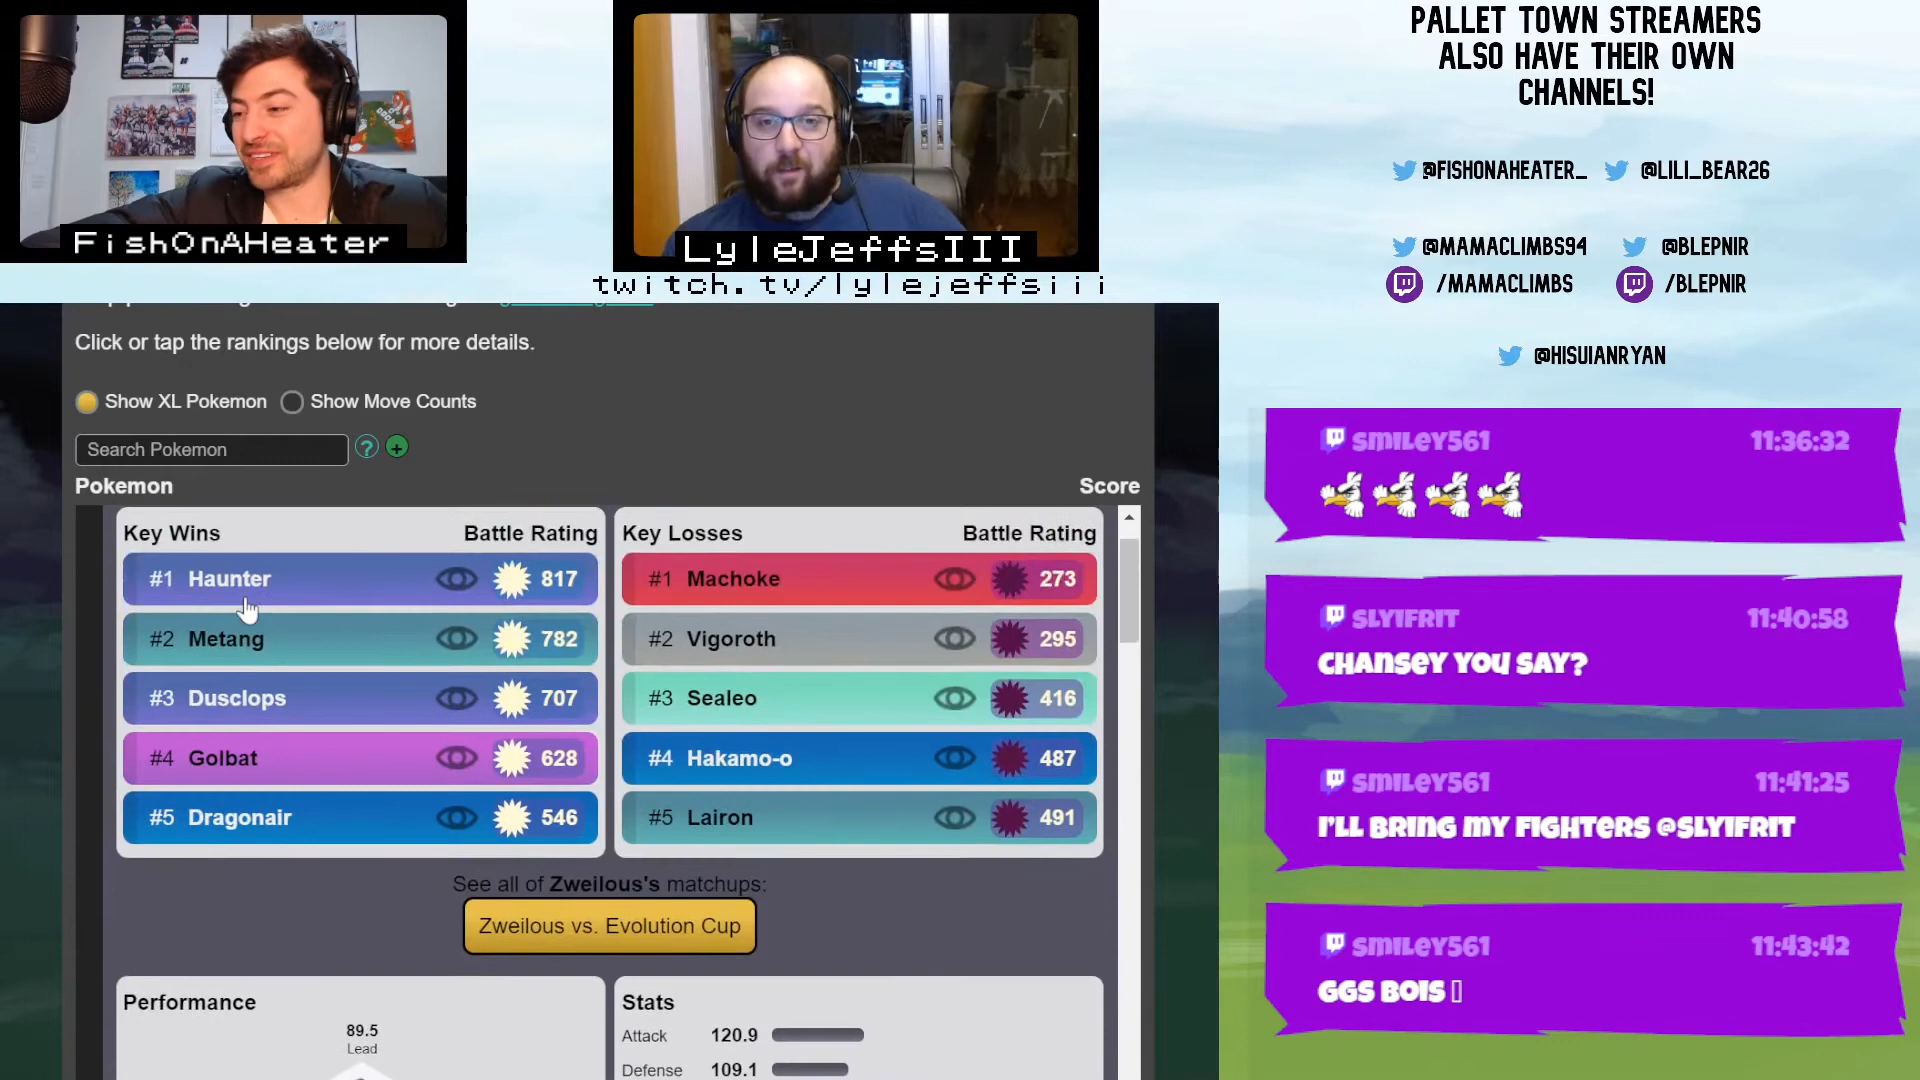 FishOnAHeater
LyleJeffsIII
twitch.tv/lylejeffsiii
PALLET TOWN STREAMERS
ALSO HAVE THEIR OWN
CHANNELS!
@FISHONAHEATER_ @LILI_BEAR26
@MAMACLIMBS94 @BLEPNIR
/MAMACLIMBS /BLEPNIR
@HISUIANRYAN
Click or tap the rankings below for more details.
Show XL Pokemon Show Move Counts
Search Pokemon ? +
Pokemon Score
Key Wins Battle Rating
#1 Haunter 817
#2 Metang 782
#3 Dusclops 707
#4 Golbat 628
#5 Dragonair 546
Key Losses Battle Rating
#1 Machoke 273
#2 Vigoroth 295
#3 Sealeo 416
#4 Hakamo-o 487
#5 Lairon 491
See all of Zweilous's matchups:
Zweilous vs. Evolution Cup
Performance
89.5
Lead
Stats
Attack 120.9
Defense 109.1
smiley561 11:36:32
SLYIFRIT 11:40:58
Chansey you say?
smiley561 11:41:25
I'll bring my fighters @SLYIFRIT
smiley561 11:43:42
GGs bois